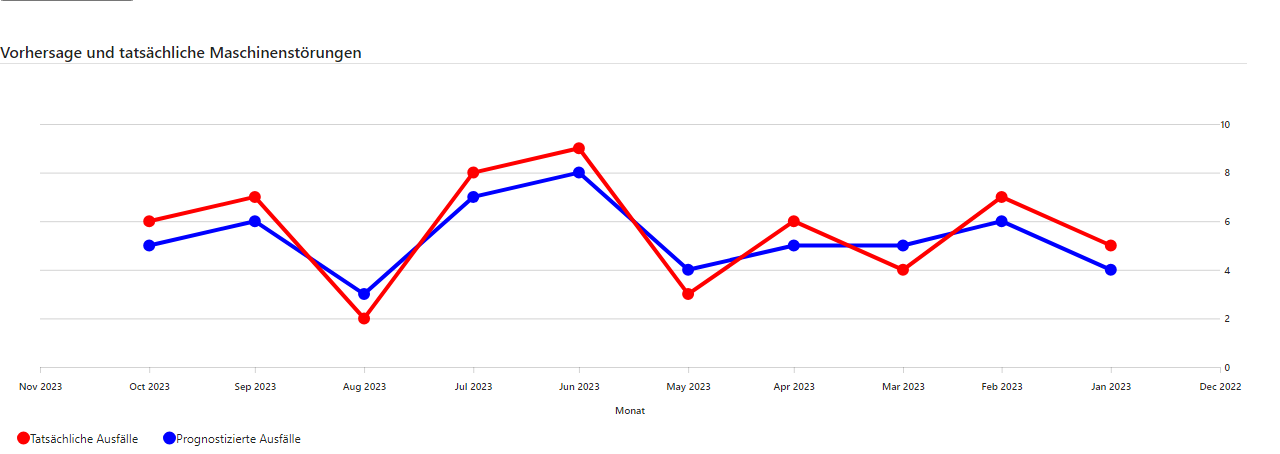 Vorhersage und tatsächliche Maschinenstörungen
10
8
6
4
2
0
Nov 2023 Oct 2023 Sep 2023 Aug 2023 Jul 2023 Jun 2023 May 2023 Apr 2023 Mar 2023 Feb 2023 Jan 2023 Dec 2022
Monat
Tatsächliche Ausfälle Prognostizierte Ausfälle